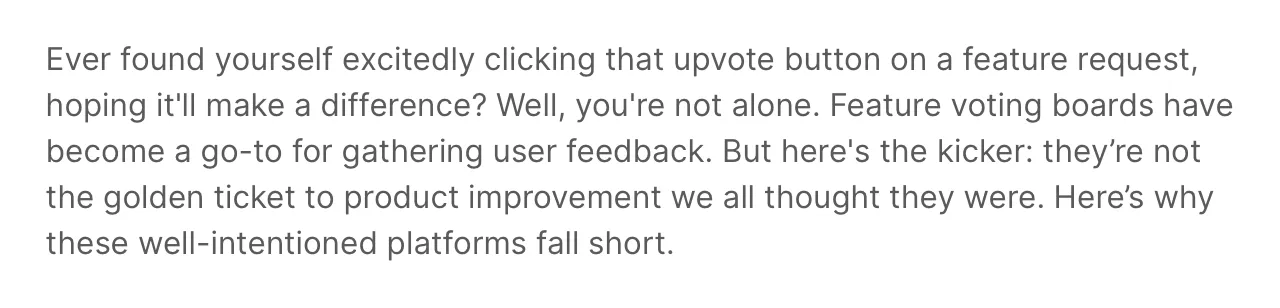 Ever found yourself excitedly clicking that upvote button on a feature request,
hoping it'll make a difference? Well, you're not alone. Feature voting boards have
become a go-to for gathering user feedback. But here's the kicker: they’re not
the golden ticket to product improvement we all thought they were. Here’s why
these well-intentioned platforms fall short.